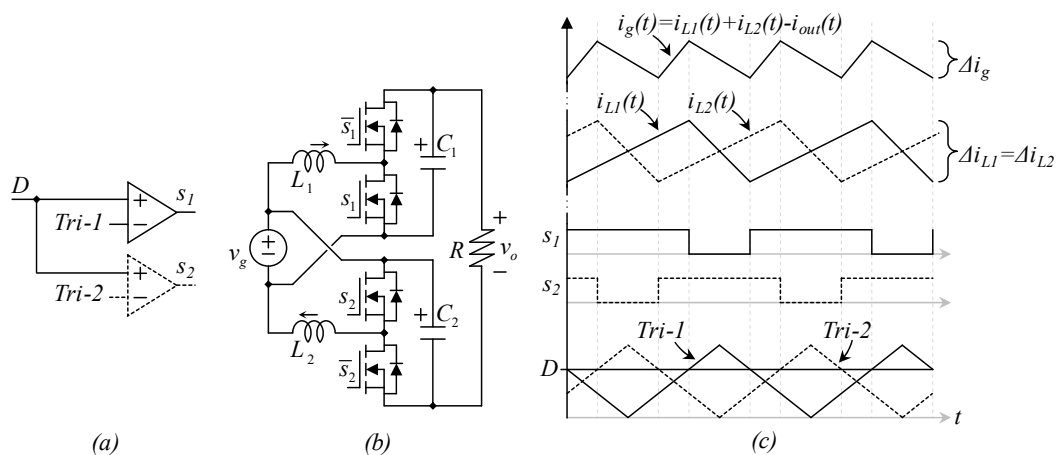 D
s1
Tri-1
s2
Tri-2
(a)
s̅1
C1
L1
s1
vg
R
vo
s2
C2
L2
s̅2
(b)
ig(t)=iL1(t)+iL2(t)-iout(t)
Δig
iL1(t)
iL2(t)
ΔiL1=ΔiL2
s1
s2
Tri-1
Tri-2
D
t
(c)